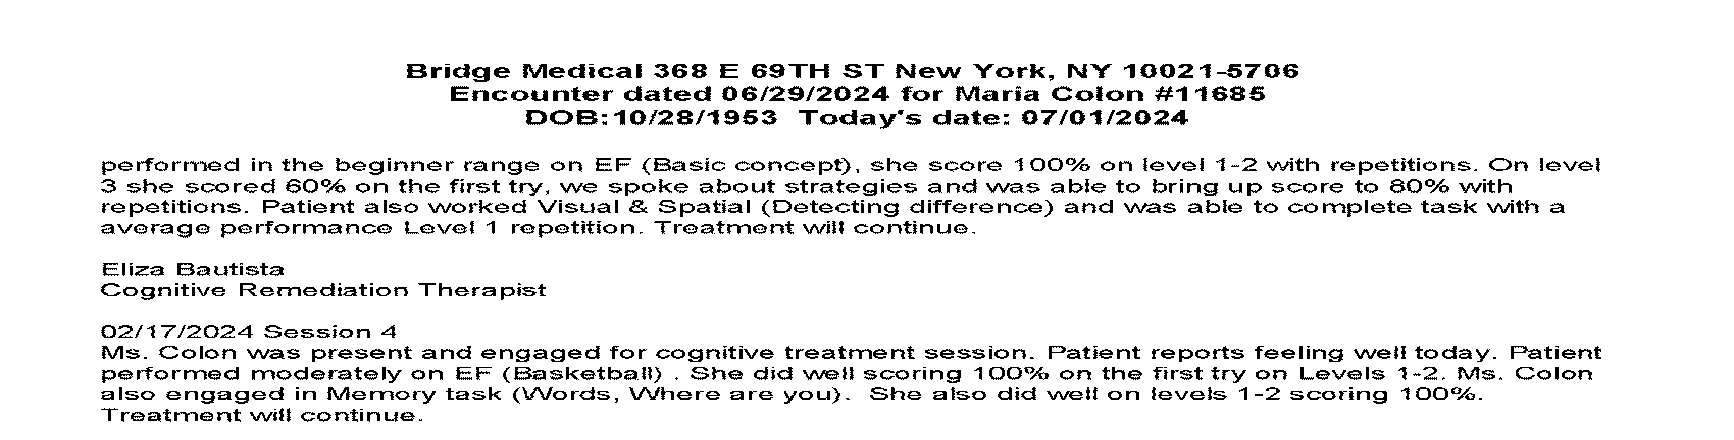 Bridge Medical 368 E 69TH ST New York, NY 10021-5706
Encounter dated 06/29/2024 for Maria Colon #11685
DOB:10/28/1953 Today's date: 07/01/2024
performed in the beginner range on EF (Basic concept), she score 100% on level 1-2 with repetitions. On level
3 she scored 60% on the first try, we spoke about strategies and was able to bring up score to 80% with
repetitions. Patient also worked Visual & Spatial (Detecting difference) and was able to complete task with a
average performance Level 1 repetition. Treatment will continue.
Eliza Bautista
Cognitive Remediation Therapist
02/17/2024 Session 4
Ms. Colon was present and engaged for cognitive treatment session. Patient reports feeling well today. Patient
performed moderately on EF (Basketball) . She did well scoring 100% on the first try on Levels 1-2. Ms. Colon
also engaged in Memory task (Words, Where are you). She also did well on levels 1-2 scoring 100%.
Treatment will continue.